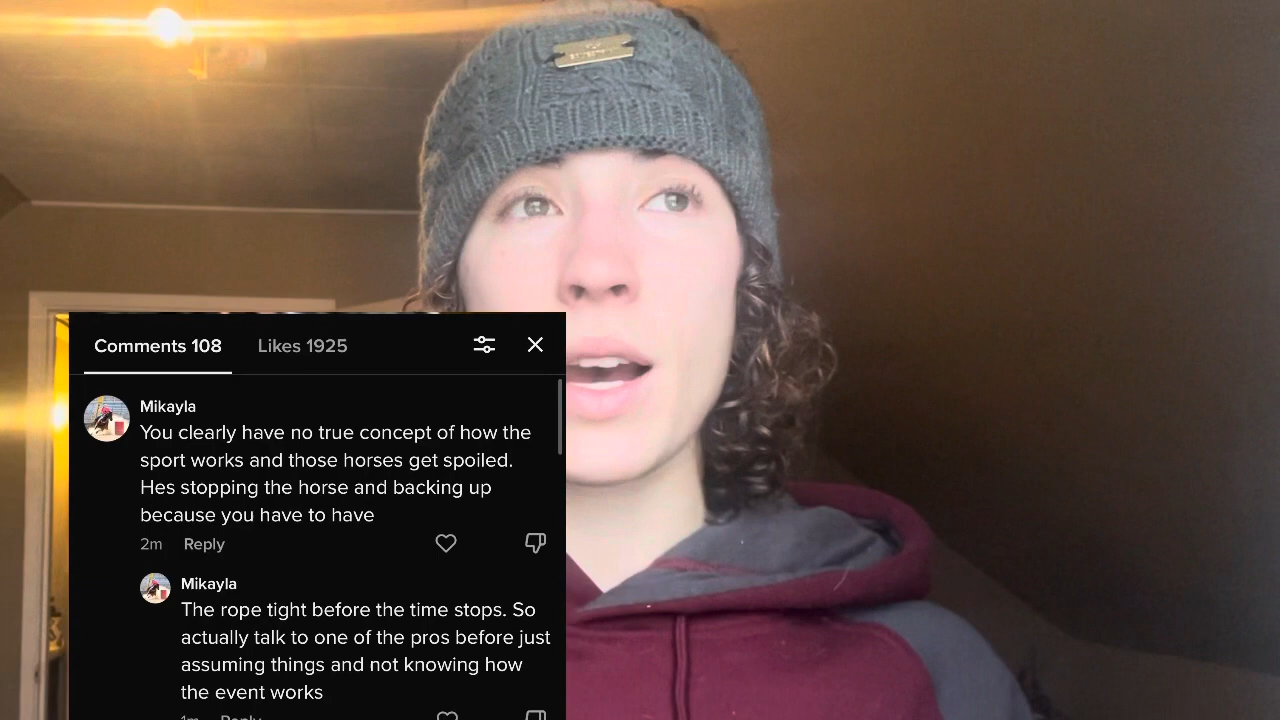 Comments 108 Likes 1925
Mikayla
You clearly have no true concept of how the
sport works and those horses get spoiled.
Hes stopping the horse and backing up
because you have to have
2m Reply
Mikayla
The rope tight before the time stops. So
actually talk to one of the pros before just
assuming things and not knowing how
the event works
1m Reply